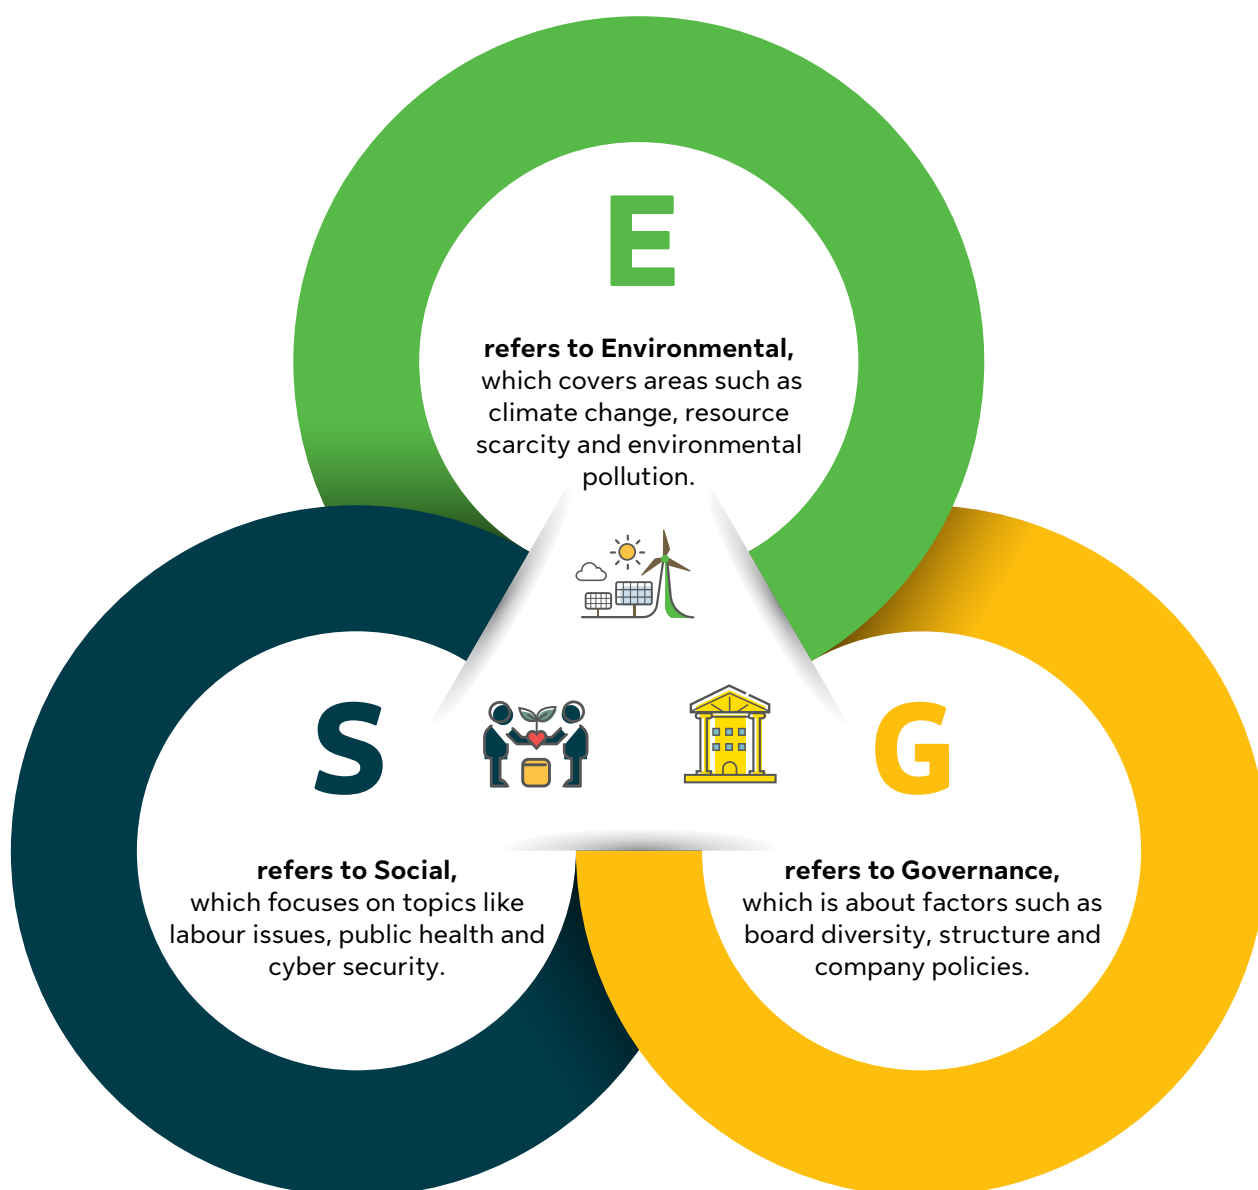 E
refers to Environmental,
which covers areas such as
climate change, resource
scarcity and environmental
pollution.
S
refers to Social,
which focuses on topics like
labour issues, public health and
cyber security.
G
refers to Governance,
which is about factors such as
board diversity, structure and
company policies.